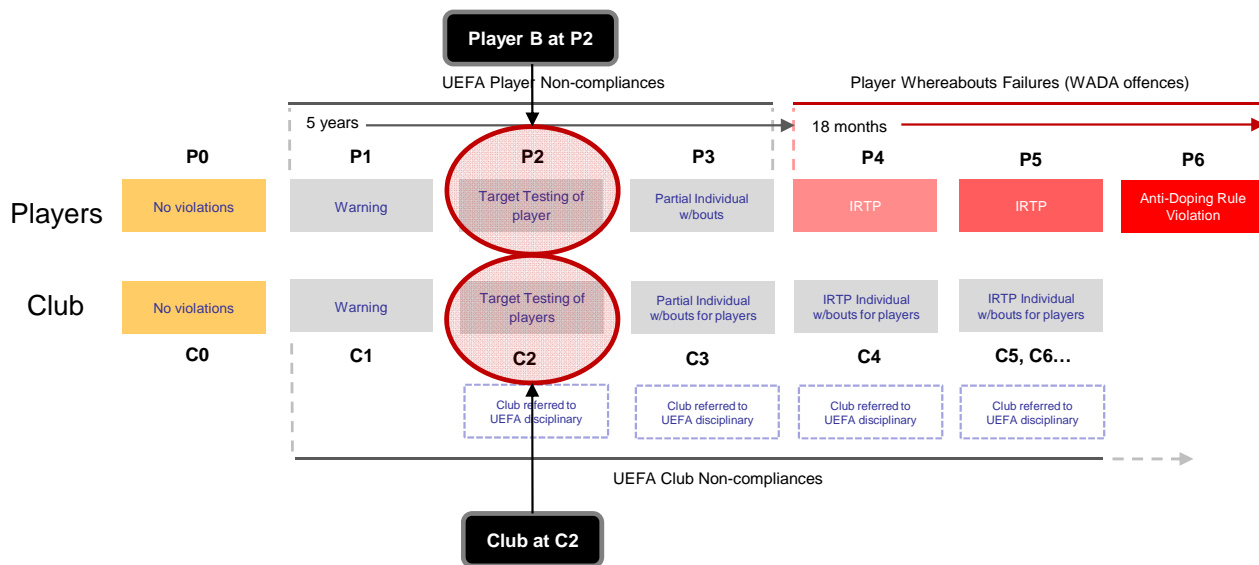 Player B at P2
UEFA Player Non-compliances
Player Whereabouts Failures (WADA offences)
5 years
18 months
P0
P1
P2
P3
P4
P5
P6
Players
No violations
Warning
Target Testing of
player
Partial Individual
w/bouts
IRTP
IRTP
Anti-Doping Rule
Violation
Club
No violations
Warning
Target Testing of
players
Partial Individual
w/bouts for players
IRTP Individual
w/bouts for players
IRTP Individual
w/bouts for players
C0
C1
C2
C3
C4
C5, C6…
Club referred to
UEFA disciplinary
Club referred to
UEFA disciplinary
Club referred to
UEFA disciplinary
Club referred to
UEFA disciplinary
UEFA Club Non-compliances
Club at C2